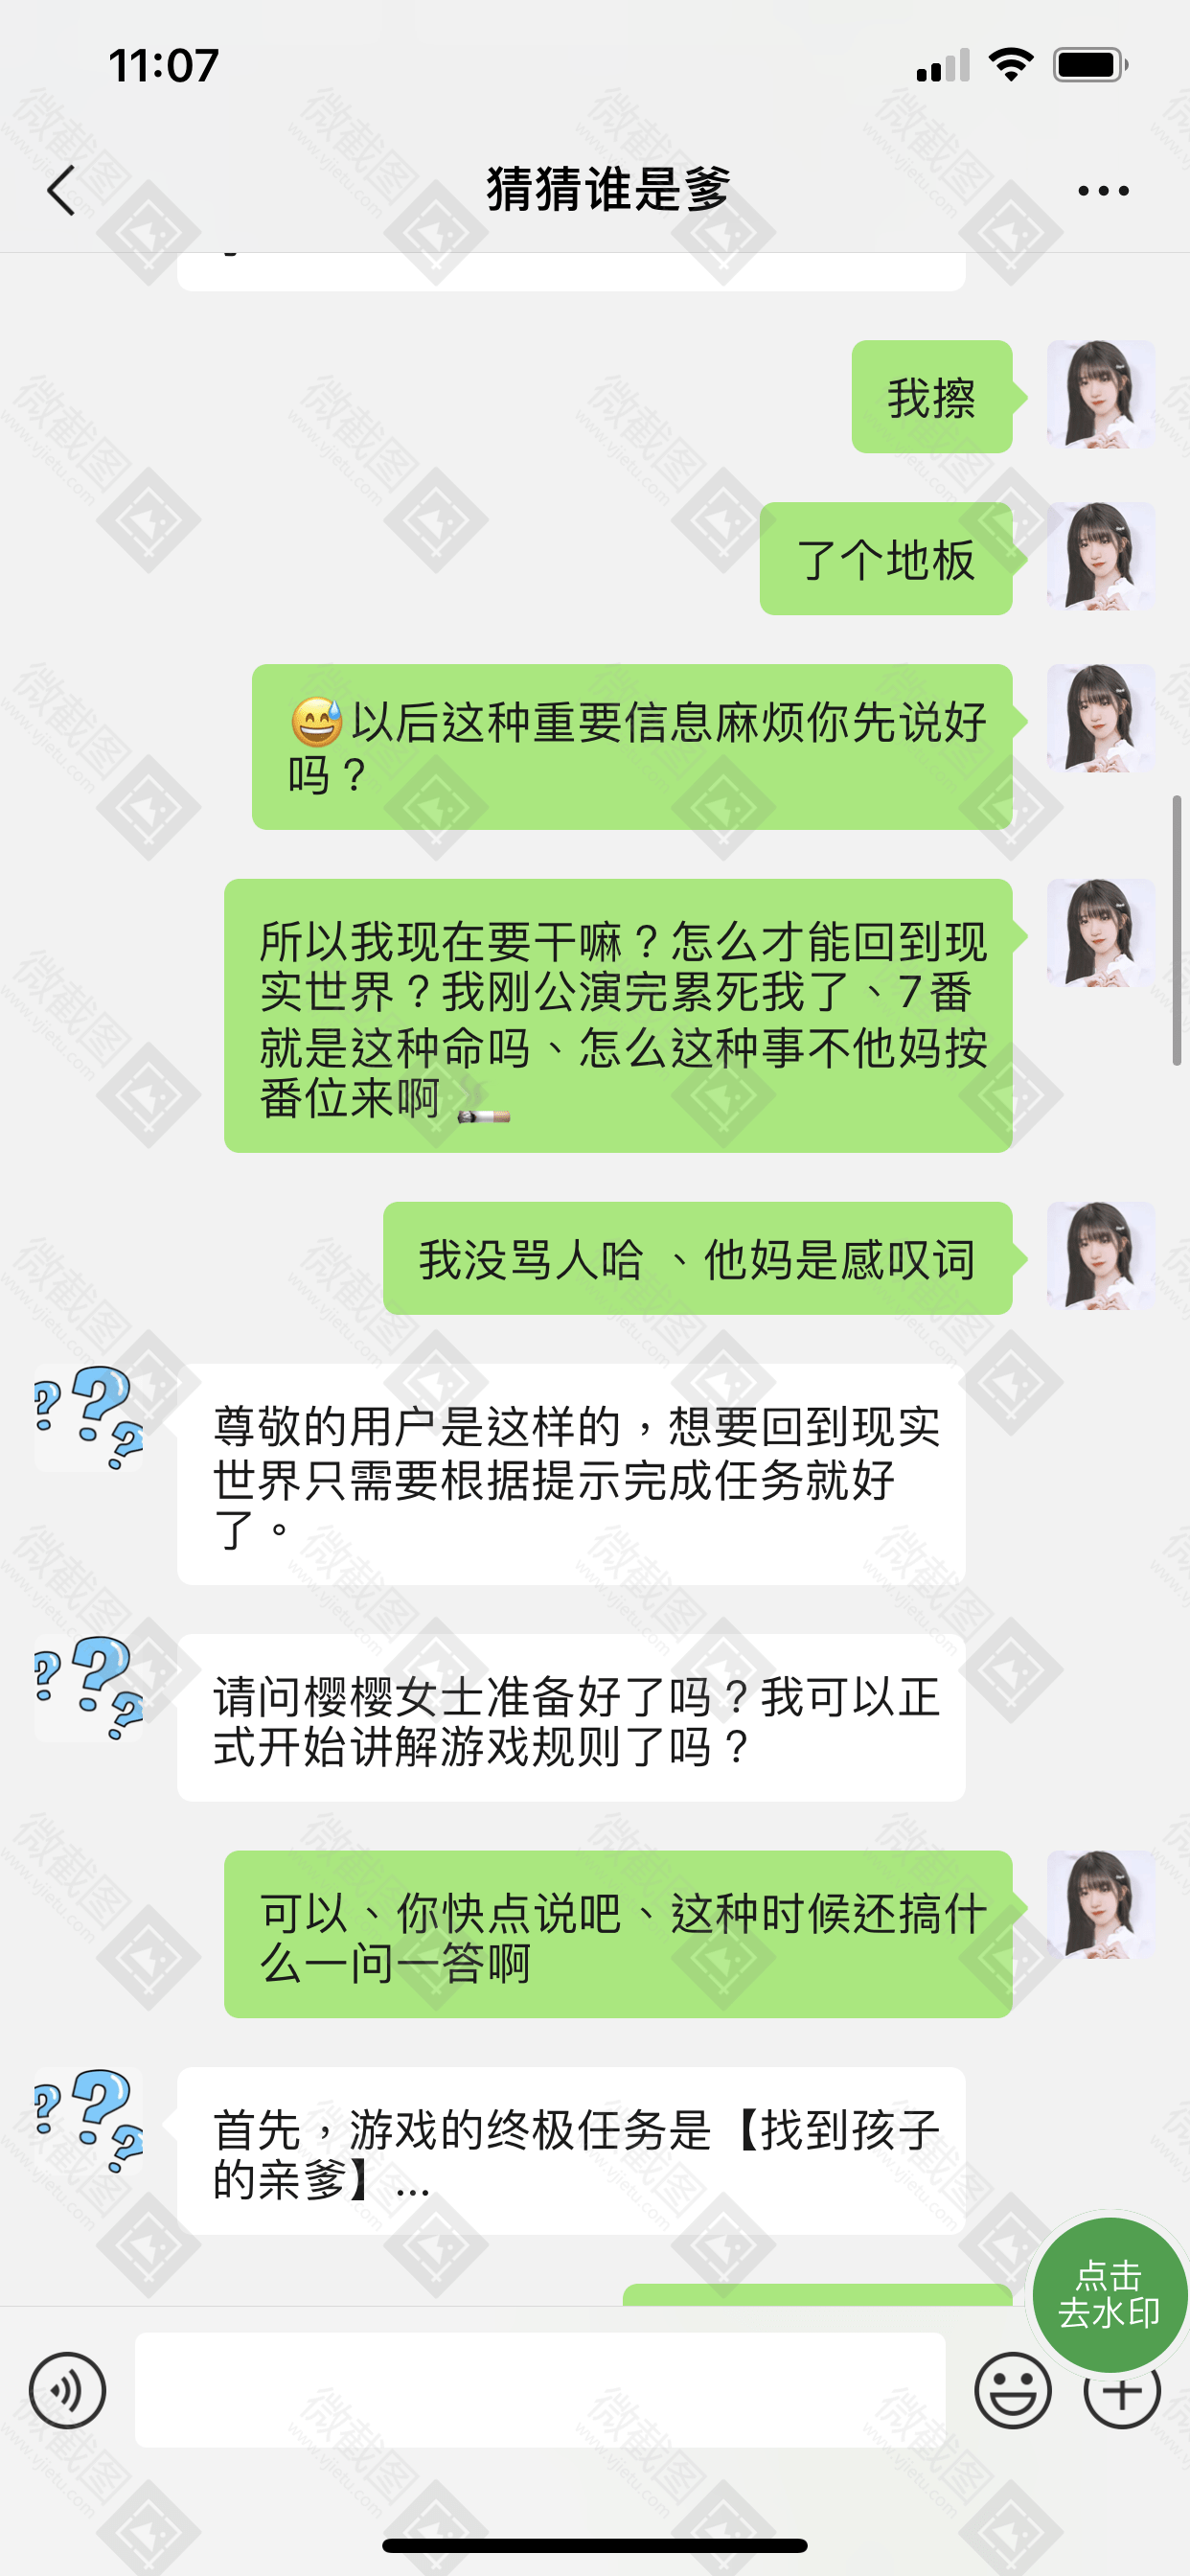 11:07
猜猜谁是爹
我擦
了个地板
😅以后这种重要信息麻烦你先说好
吗？
所以我现在要干嘛？怎么才能回到现
实世界？我刚公演完累死我了、7番
就是这种命吗、怎么这种事不他妈按
番位来啊🚬
我没骂人哈 、他妈是感叹词
尊敬的用户是这样的，想要回到现实
世界只需要根据提示完成任务就好
了。
请问樱樱女士准备好了吗？我可以正
式开始讲解游戏规则了吗？
可以、你快点说吧、这种时候还搞什
么一问一答啊
首先，游戏的终极任务是【找到孩子
的亲爹】...
点击
去水印
微截图
www.vjietu.com